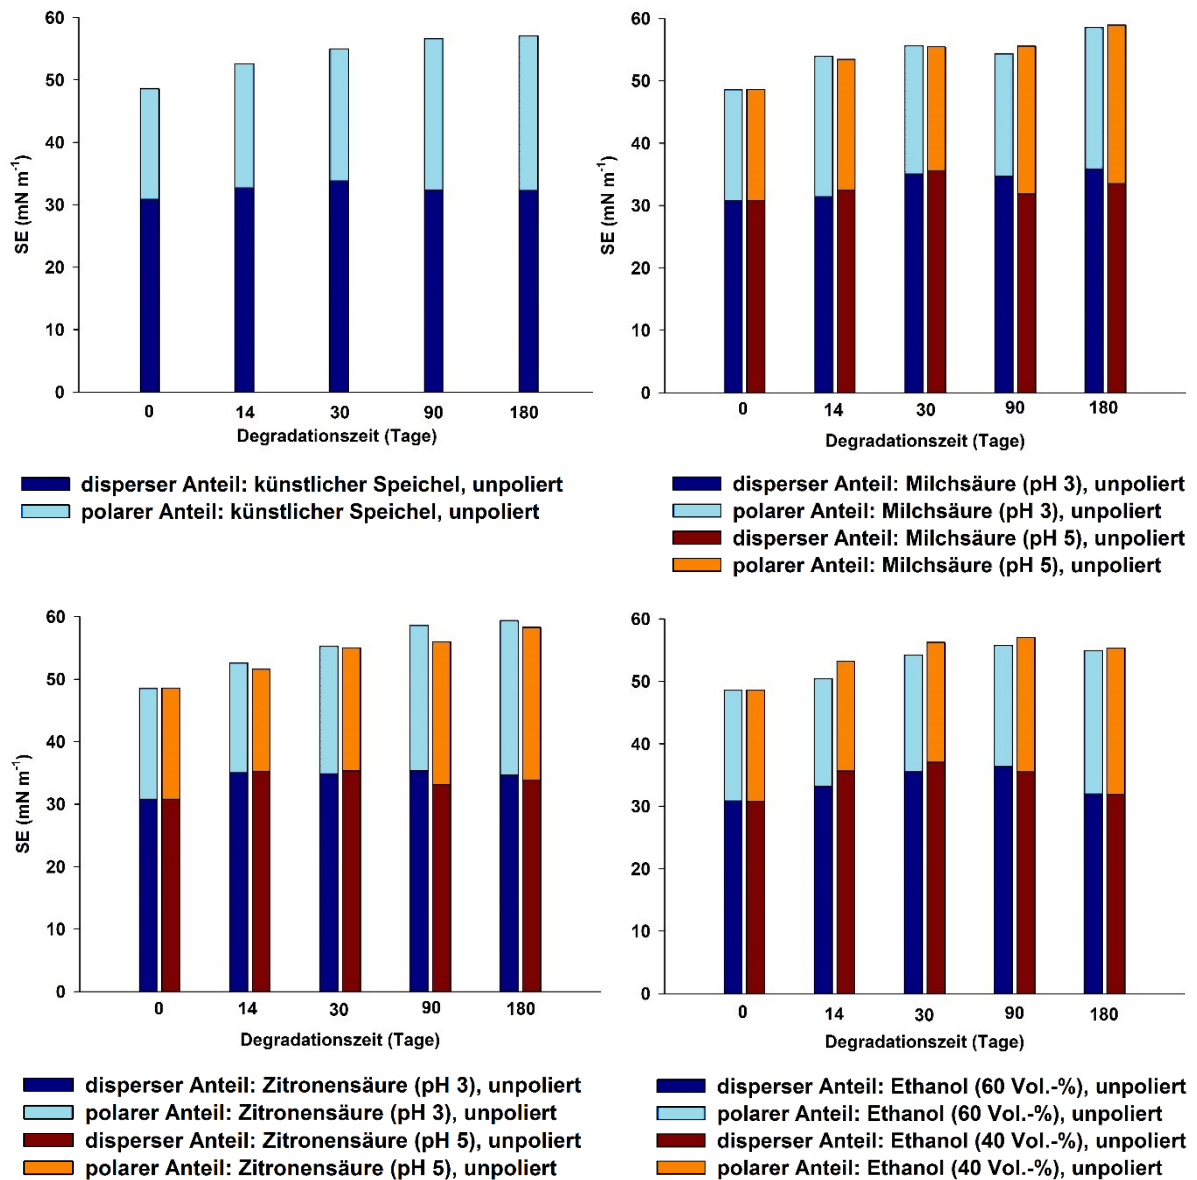 60
50
40
30
20
10
0
SE (mN m-1)
0 14 30 90 180
Degradationszeit (Tage)
disperser Anteil: künstlicher Speichel, unpoliert
polarer Anteil: künstlicher Speichel, unpoliert
60
50
40
30
20
10
0
SE (mN m-1)
0 14 30 90 180
Degradationszeit (Tage)
disperser Anteil: Milchsäure (pH 3), unpoliert
polarer Anteil: Milchsäure (pH 3), unpoliert
disperser Anteil: Milchsäure (pH 5), unpoliert
polarer Anteil: Milchsäure (pH 5), unpoliert
60
50
40
30
20
10
0
SE (mN m-1)
0 14 30 90 180
Degradationszeit (Tage)
disperser Anteil: Zitronensäure (pH 3), unpoliert
polarer Anteil: Zitronensäure (pH 3), unpoliert
disperser Anteil: Zitronensäure (pH 5), unpoliert
polarer Anteil: Zitronensäure (pH 5), unpoliert
60
50
40
30
20
10
0
0 14 30 90 180
Degradationszeit (Tage)
disperser Anteil: Ethanol (60 Vol.-%), unpoliert
polarer Anteil: Ethanol (60 Vol.-%), unpoliert
disperser Anteil: Ethanol (40 Vol.-%), unpoliert
polarer Anteil: Ethanol (40 Vol.-%), unpoliert